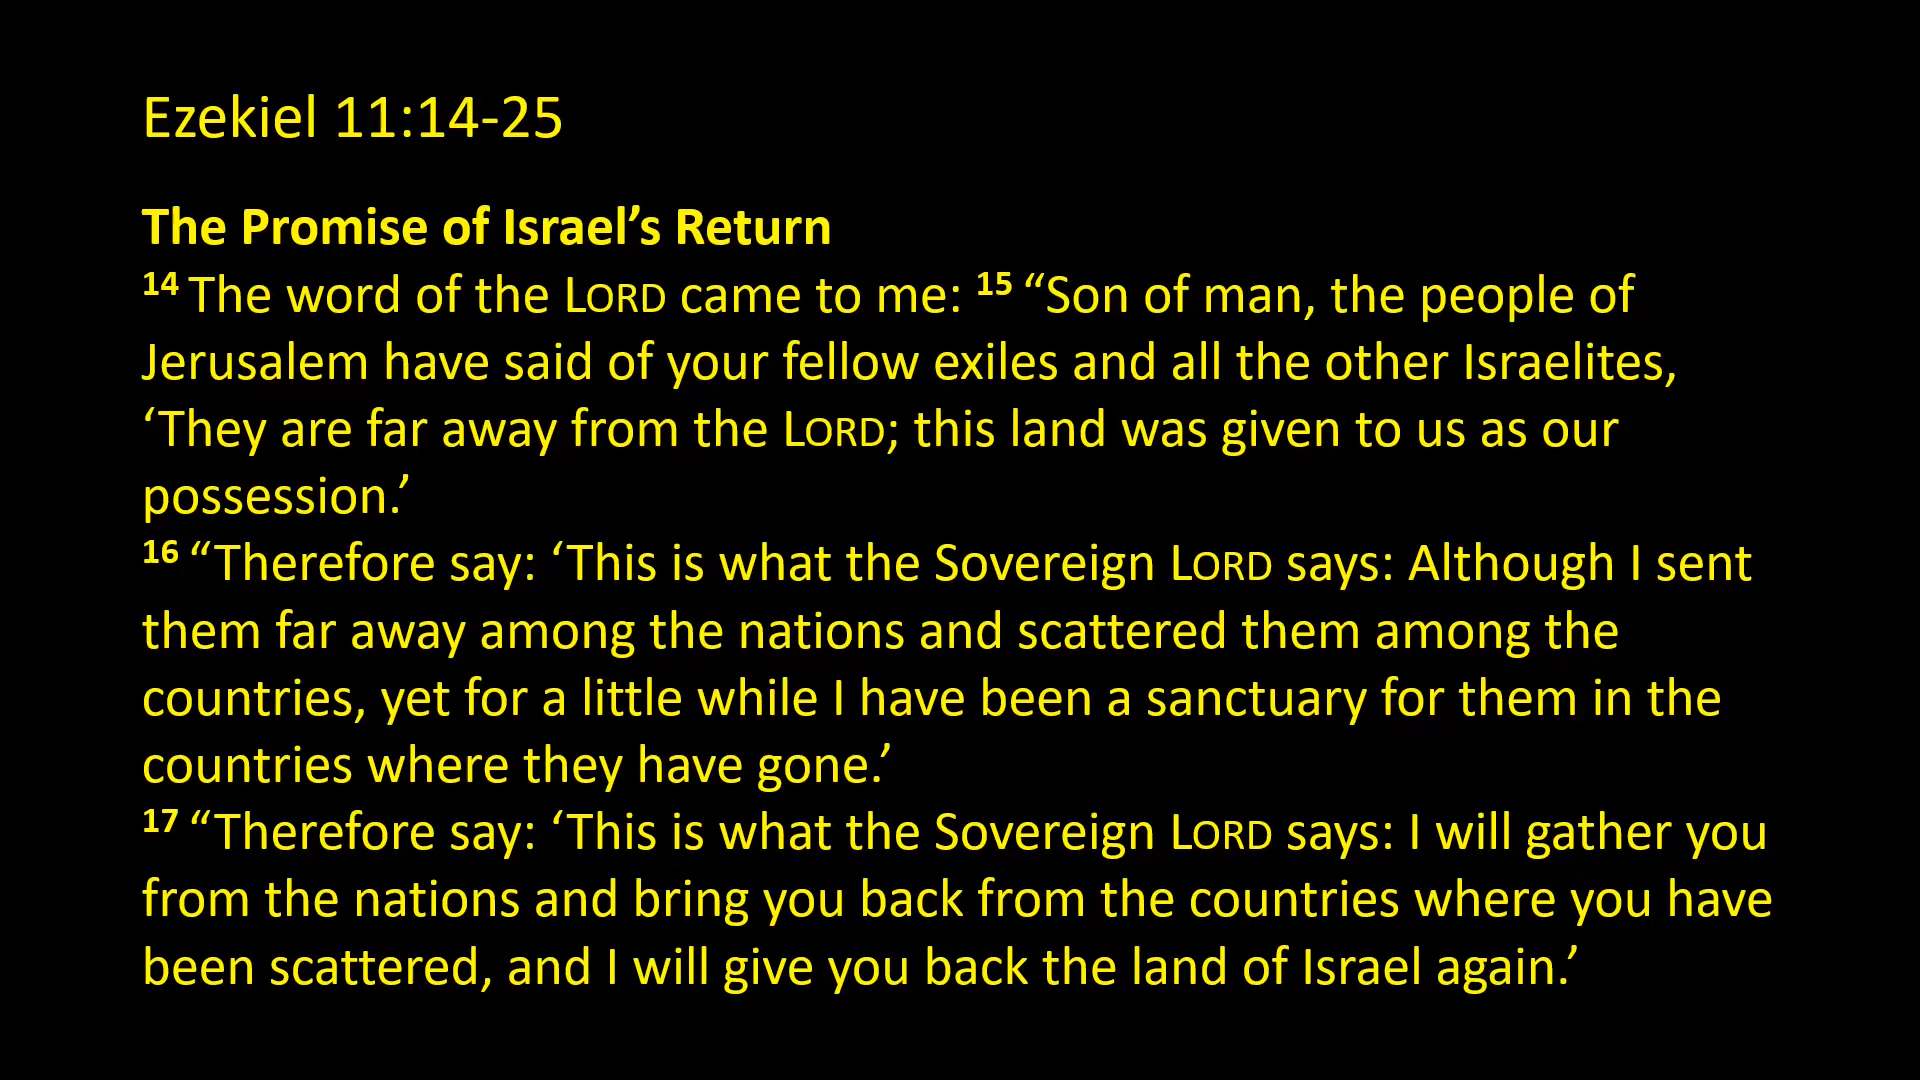 Ezekiel 11:14-25
The Promise of Israel’s Return
14 The word of the LORD came to me: 15 “Son of man, the people of
Jerusalem have said of your fellow exiles and all the other Israelites,
‘They are far away from the LORD; this land was given to us as our
possession.’
16 “Therefore say: ‘This is what the Sovereign LORD says: Although I sent
them far away among the nations and scattered them among the
countries, yet for a little while I have been a sanctuary for them in the
countries where they have gone.’
17 “Therefore say: ‘This is what the Sovereign LORD says: I will gather you
from the nations and bring you back from the countries where you have
been scattered, and I will give you back the land of Israel again.’